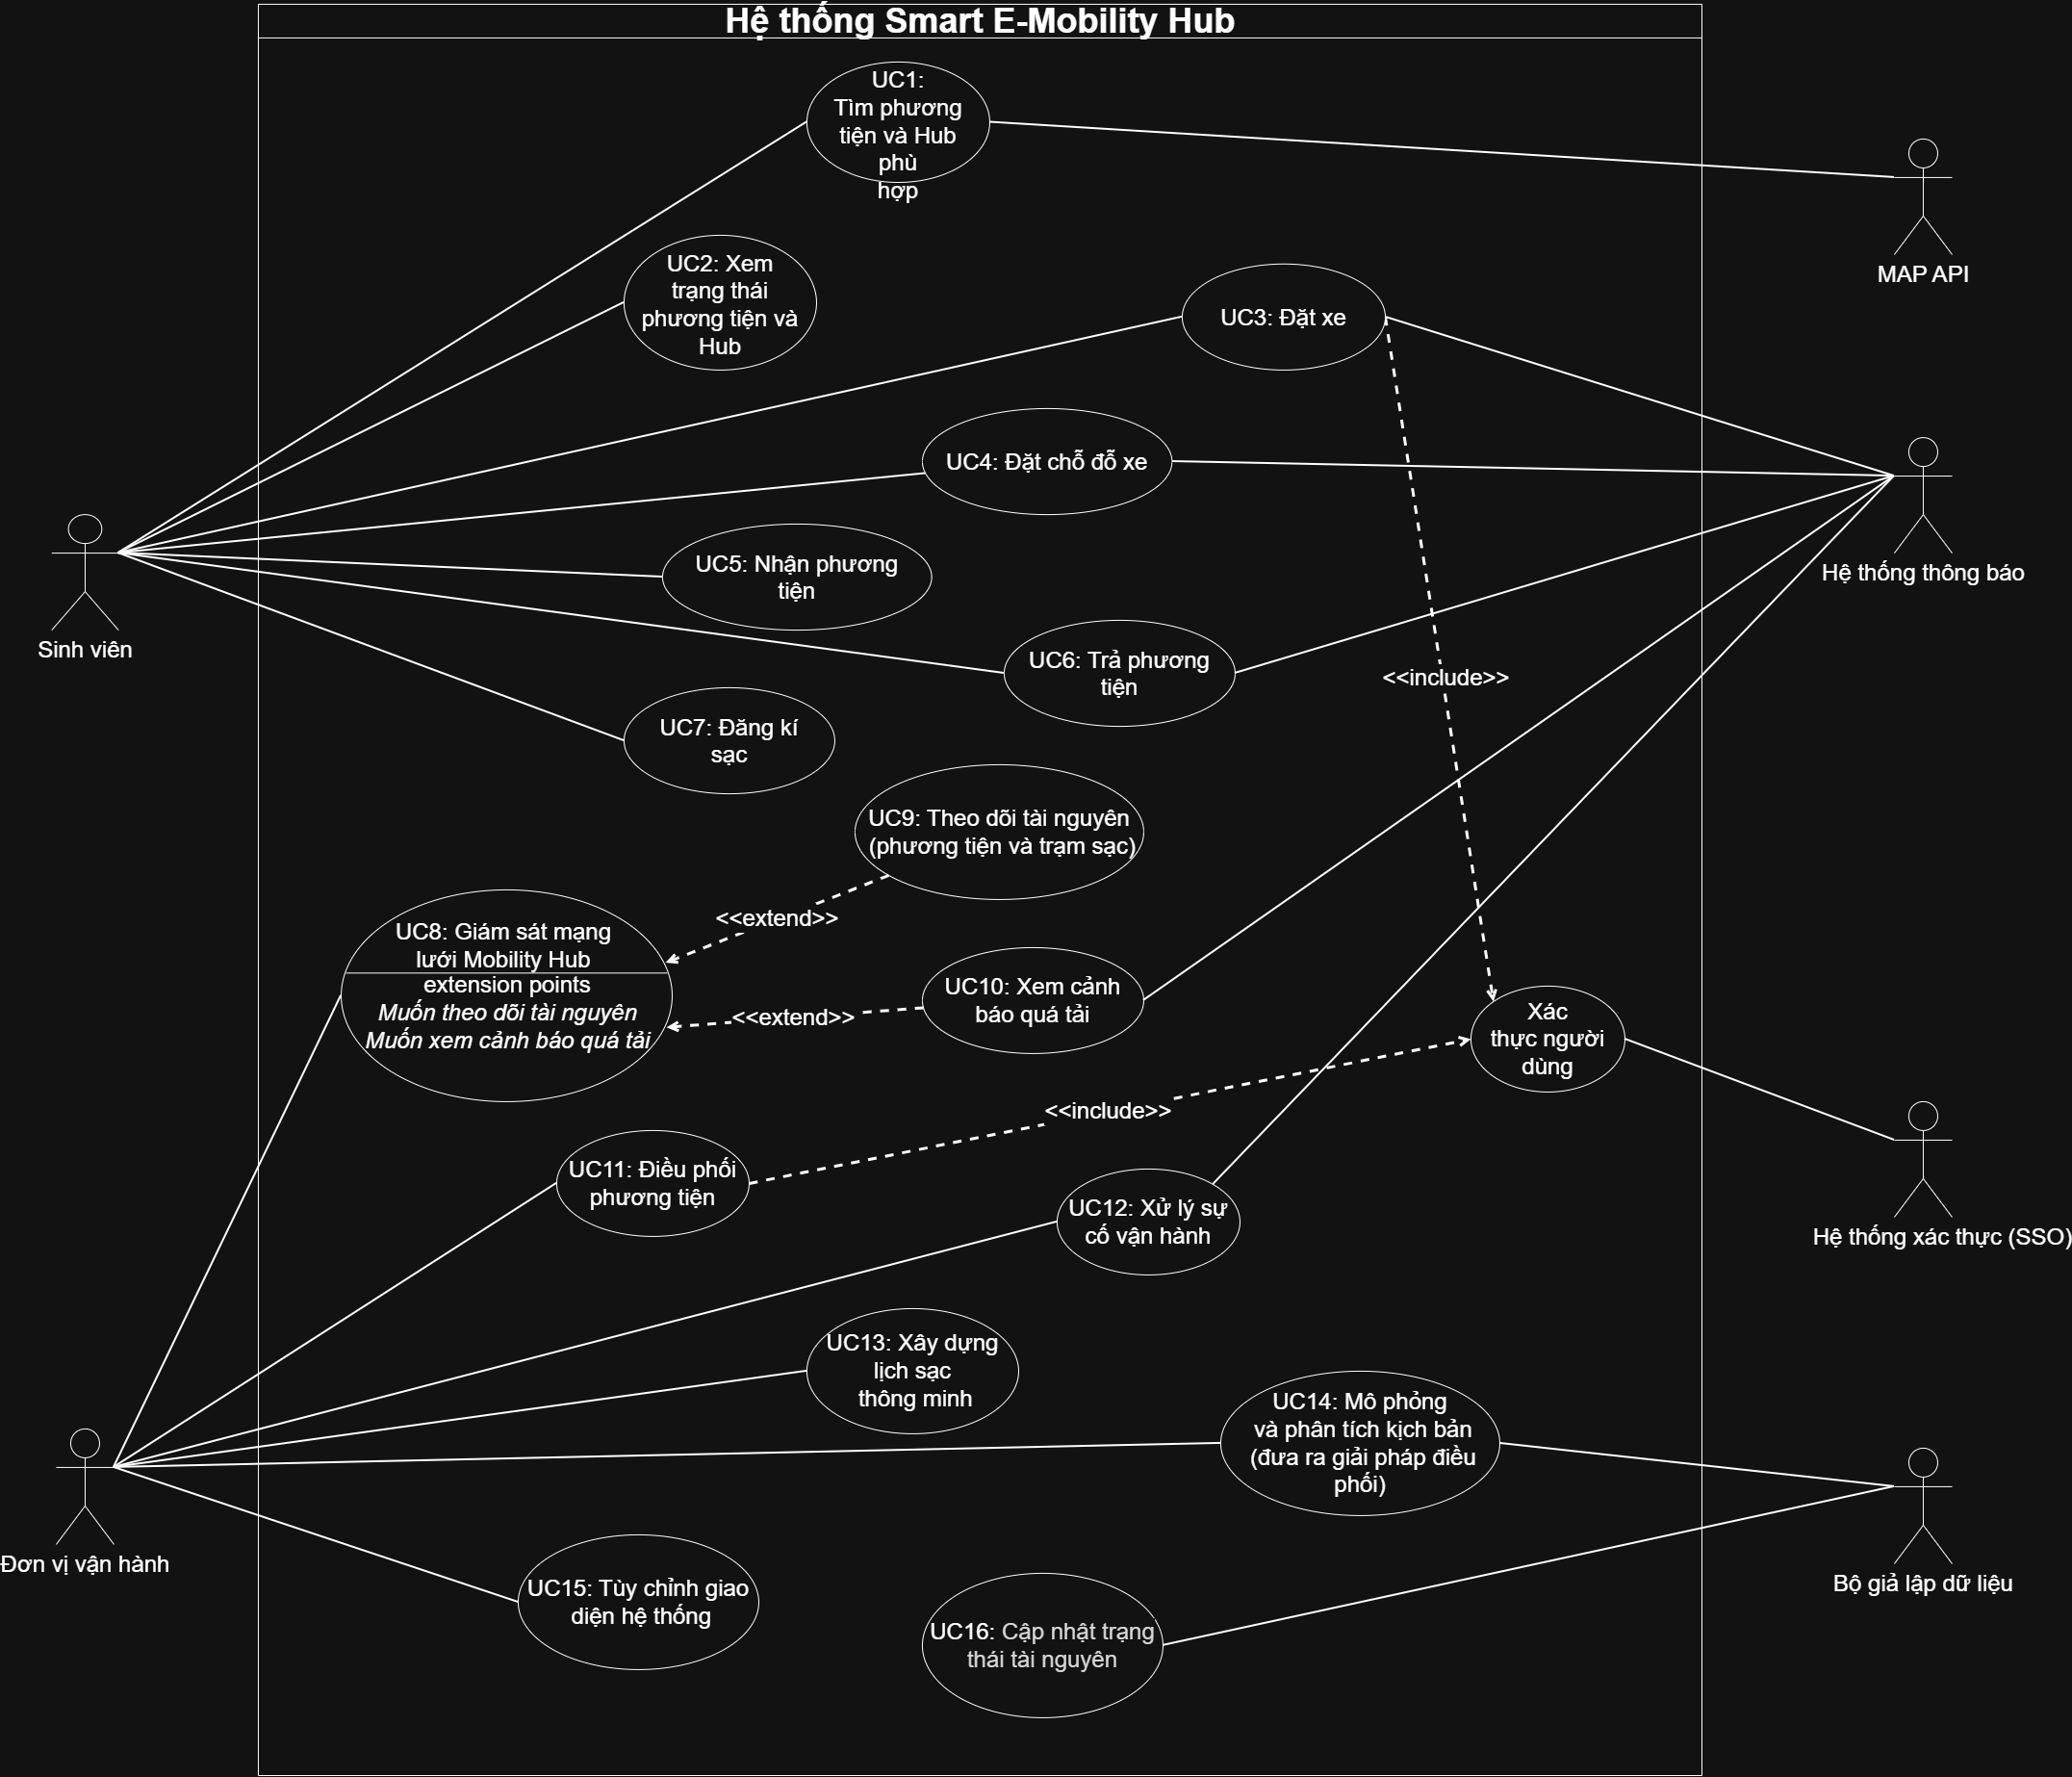 Hệ thống Smart E-Mobility Hub
UC1:
Tìm phương
tiện và Hub
phù
hợp
MAP API
UC2: Xem
trạng thái
phương tiện và
Hub
UC3: Đặt xe
UC4: Đặt chỗ đỗ xe
Hệ thống thông báo
UC5: Nhận phương
tiện
Sinh viên
UC6: Trả phương
tiện
<<include>>
UC7: Đăng kí
sạc
UC9: Theo dõi tài nguyên
(phương tiện và trạm sạc)
<<extend>>
UC8: Giám sát mạng
lưới Mobility Hub
extension points
Muốn theo dõi tài nguyên
Muốn xem cảnh báo quá tải
UC10: Xem cảnh
báo quá tải
<<extend>>
Xác
thực người
dùng
<<include>>
UC11: Điều phối
phương tiện
UC12: Xử lý sự
cố vận hành
Hệ thống xác thực (SSO)
UC13: Xây dựng
lịch sạc
thông minh
UC14: Mô phỏng
và phân tích kịch bản
(đưa ra giải pháp điều
phối)
Đơn vị vận hành
Bộ giả lập dữ liệu
UC15: Tùy chỉnh giao
diện hệ thống
UC16: Cập nhật trạng
thái tài nguyên